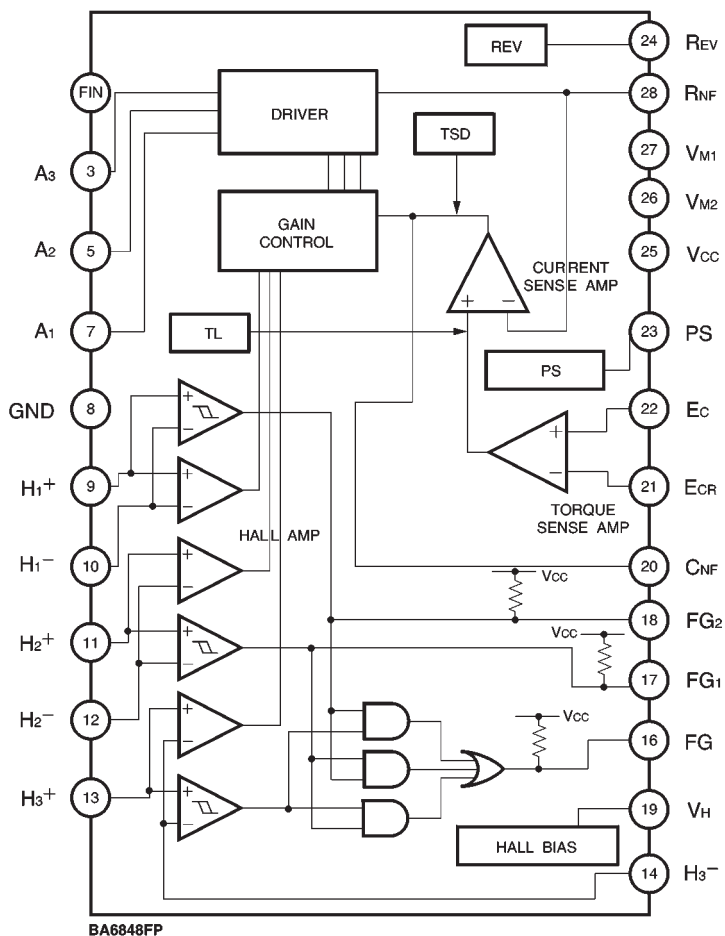 REV
24 REV
FIN
DRIVER
28 RNF
TSD
27 VM1
3
A3
26 VM2
GAIN
CONTROL
5
A2
25 VCC
CURRENT
SENSE AMP
+ −
7
A1
TL
23 PS
PS
GND 8
+
−
22 EC
+
−
H1+ 9
+
−
21 ECR
TORQUE
SENSE AMP
HALL AMP
H1− 10
+
−
20 CNF
VCC
18 FG2
H2+ 11
+
−
VCC
17 FG1
H2− 12
+
−
VCC
16 FG
H3+ 13
+
−
19 VH
HALL BIAS
14 H3−
BA6848FP